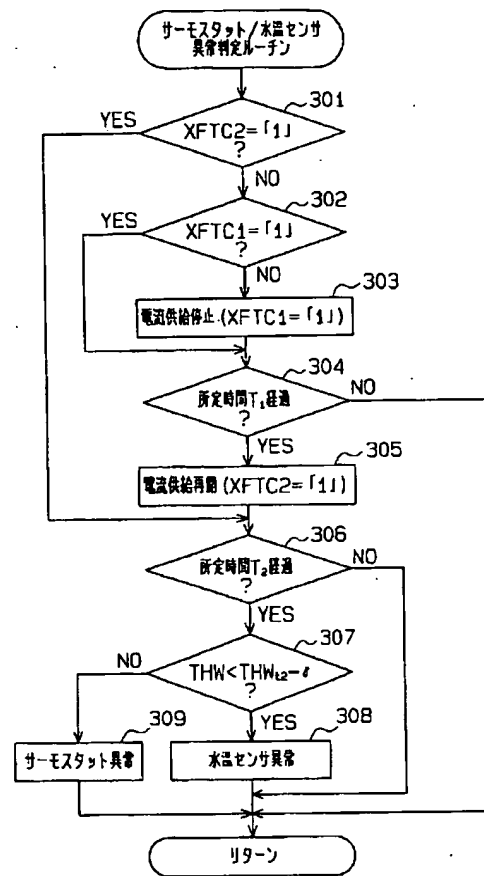 サーモスタット/水温センサ
異常判定ルーチン
301
YES
XFTC2=「1」
?
NO
302
YES
XFTC1=「1」
?
NO
303
電流供給停止(XFTC1=「1」)
304
NO
所定時間T₁経過
?
YES
305
電流供給再開(XFTC2=「1」)
306
NO
所定時間T₂経過
?
YES
307
NO
THW<THWt2-
?
YES
309
308
サーモスタット異常
水温センサ異常
リターン